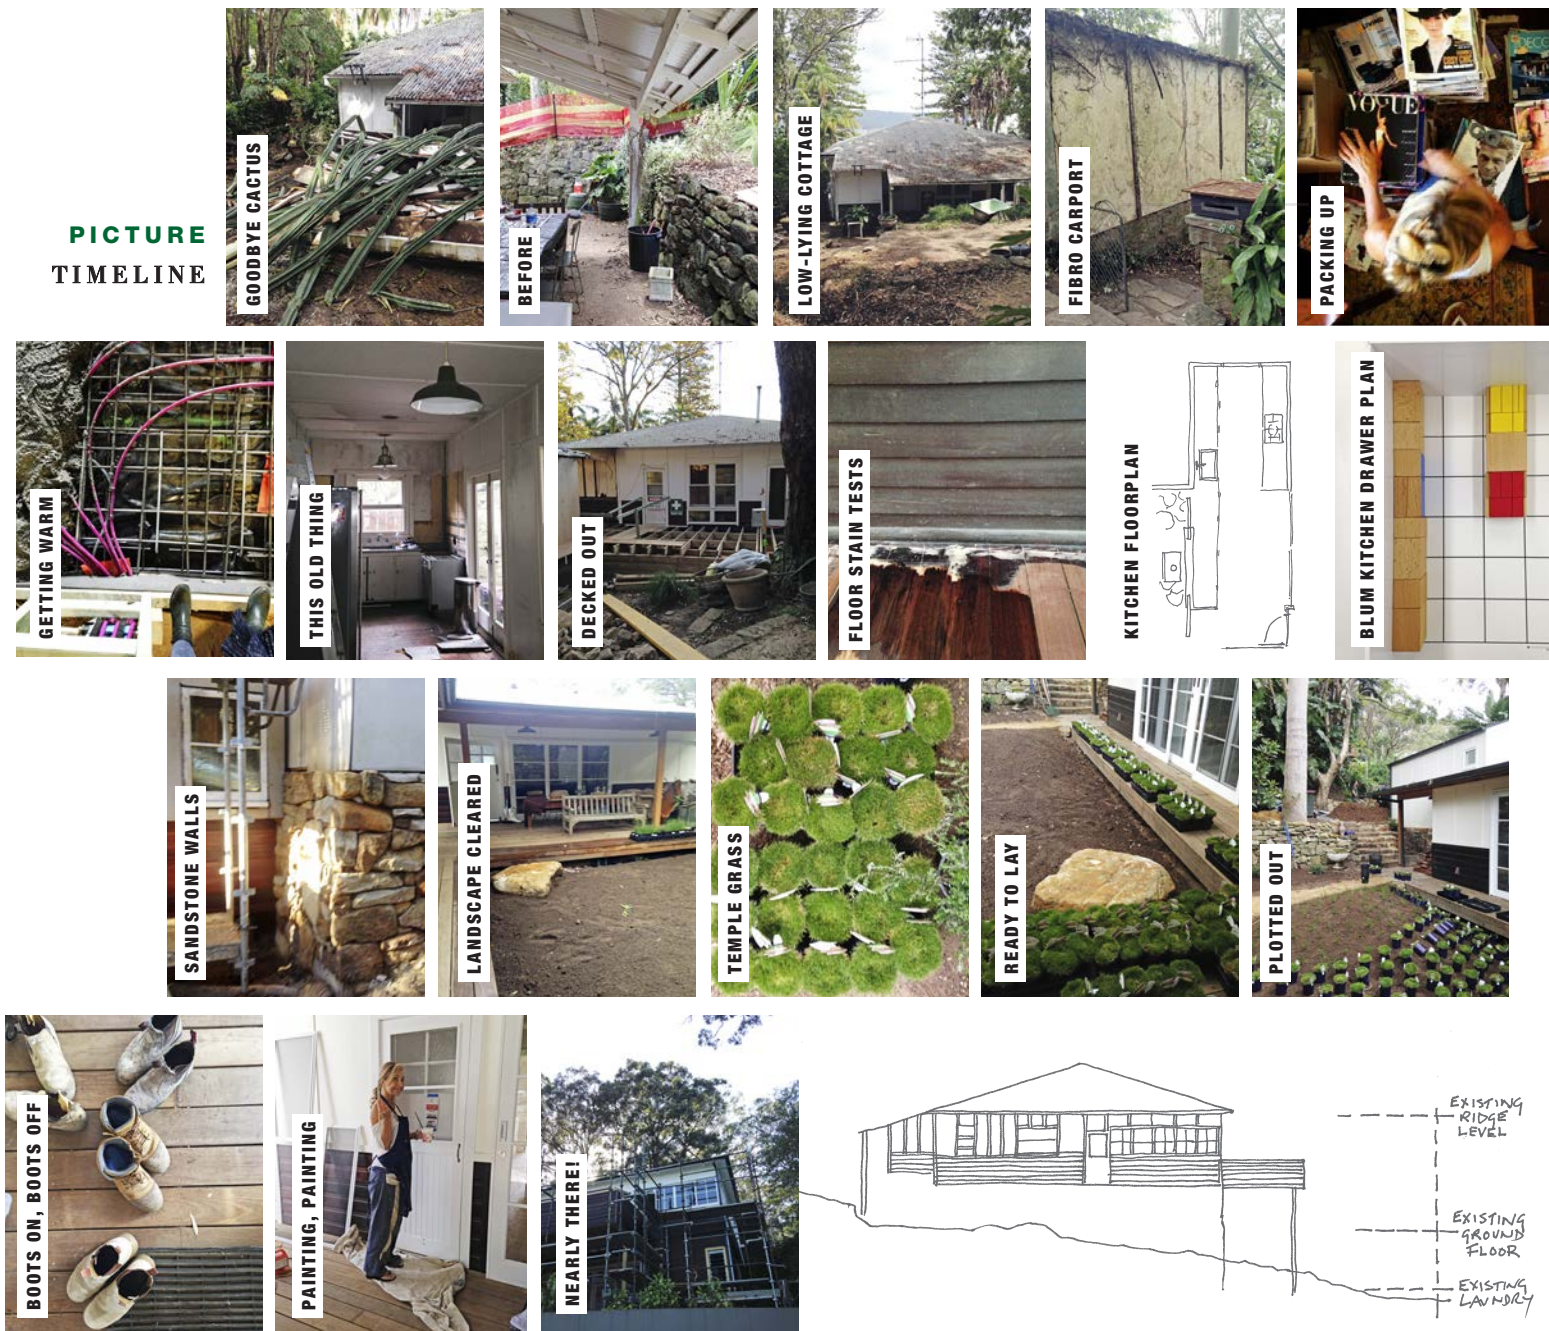 PICTURE
TIMELINE
GOODBYE CACTUS
BEFORE
LOW-LYING COTTAGE
FIBRO CARPORT
PACKING UP
VOGUE
GETTING WARM
THIS OLD THING
DECKED OUT
FLOOR STAIN TESTS
KITCHEN FLOORPLAN
BLUM KITCHEN DRAWER PLAN
SANDSTONE WALLS
LANDSCAPE CLEARED
TEMPLE GRASS
READY TO LAY
PLOTTED OUT
BOOTS ON, BOOTS OFF
PAINTING, PAINTING
NEARLY THERE!
EXISTING
RIDGE
LEVEL
EXISTING
GROUND
FLOOR
EXISTING
LAUNDRY